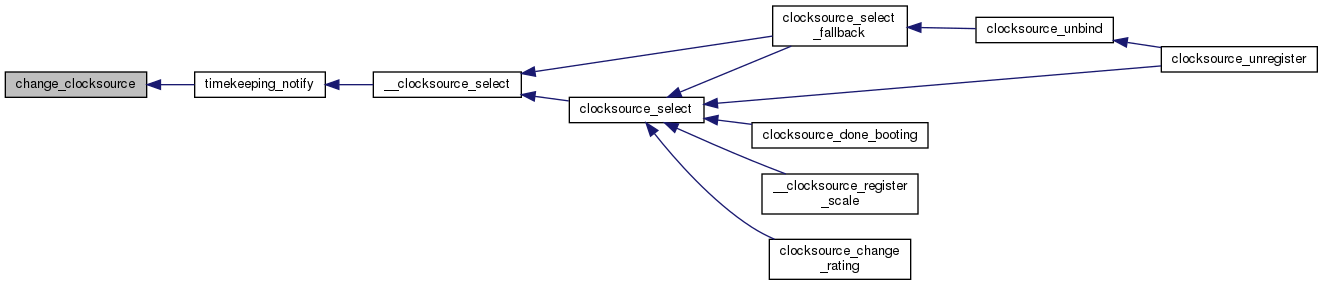 change_clocksource
timekeeping_notify
__clocksource_select
clocksource_select
_fallback
clocksource_unbind
clocksource_unregister
clocksource_select
clocksource_done_booting
__clocksource_register
_scale
clocksource_change
_rating